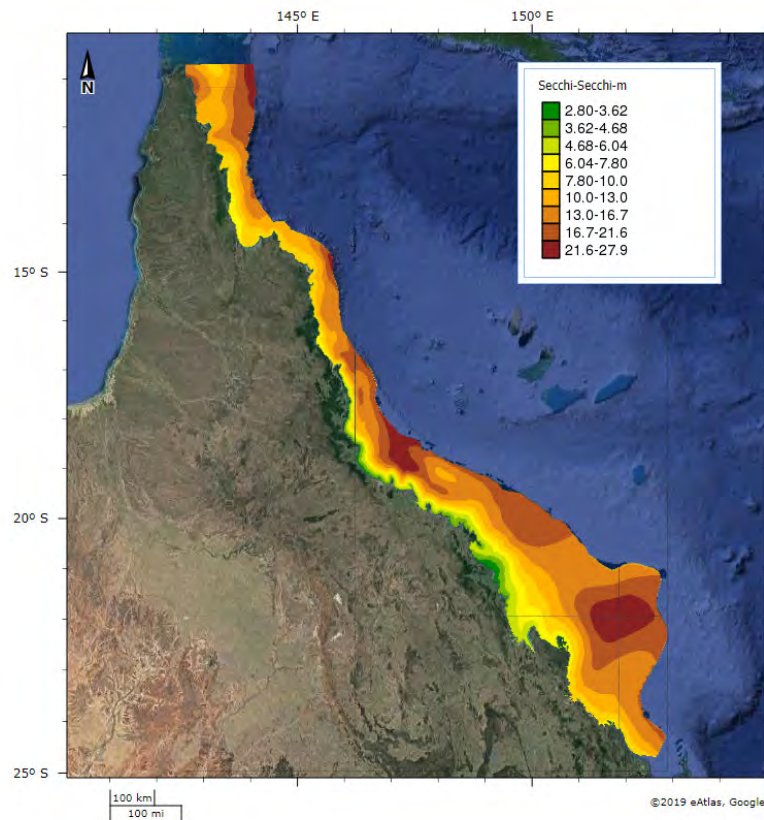 145° E 150° E
N
Secchi-Secchi-m
2.80-3.62
3.62-4.68
4.68-6.04
6.04-7.80
7.80-10.0
10.0-13.0
13.0-16.7
16.7-21.6
21.6-27.9
15° S
20° S
25° S
100 km
100 mi
©2019 eAtlas, Google